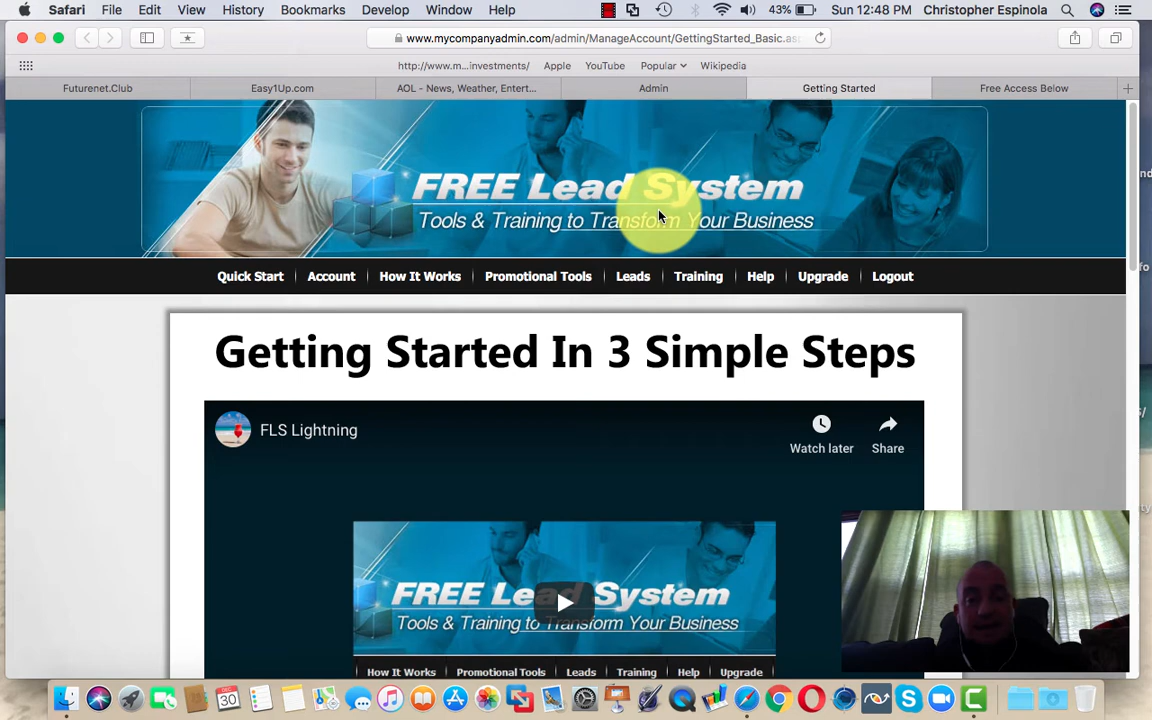 Safari File Edit View History Bookmarks Develop Window Help 43% Sun 12:48 PM Christopher Espinola
www.mycompanyadmin.com/admin/ManageAccount/GettingStarted_Basic.as
http://www.m...investments/ Apple YouTube Popular Wikipedia
Futurenet.Club Easy1Up.com AOL - News, Weather, Entert... Admin Getting Started Free Access Below
FREE Lead System
Tools & Training to Transform Your Business
Quick Start Account How It Works Promotional Tools Leads Training Help Upgrade Logout
Getting Started In 3 Simple Steps
FLS Lightning
Watch later Share
FREE Lead System
Tools & Training to Transform Your Business
How It Works Promotional Tools Leads Training Help Upgrade
30